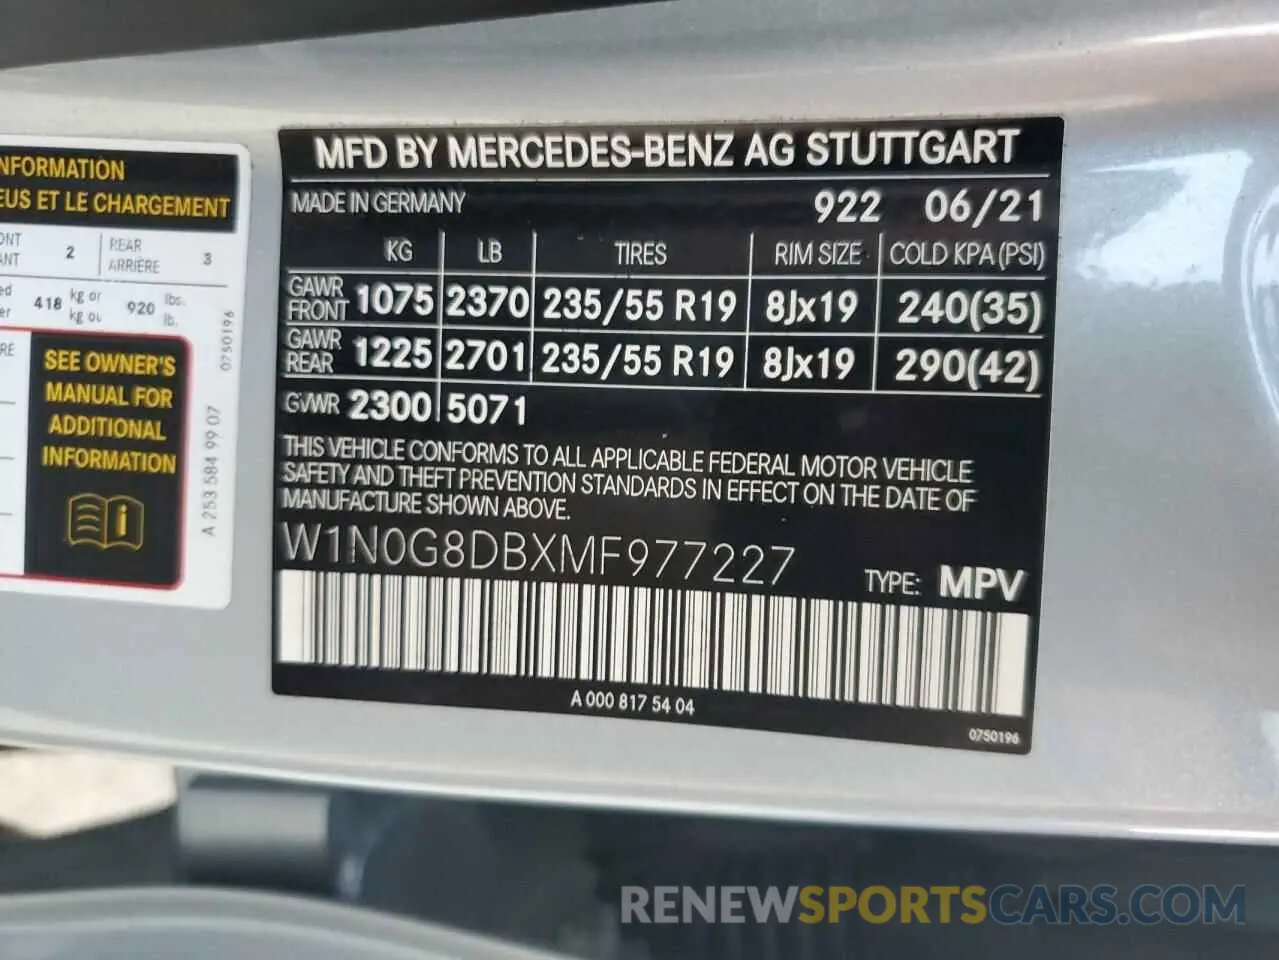 NFORMATION
EUS ET LE CHARGEMENT
2 REAR 3
ARRIÈRE
418 kg or 920 lbs.
kg ou lb.
0750196
SEE OWNER'S
MANUAL FOR
ADDITIONAL
INFORMATION
A 253 584 99 07
MFD BY MERCEDES-BENZ AG STUTTGART
MADE IN GERMANY 922 06/21
KG LB TIRES RIM SIZE COLD KPA (PSI)
GAWR FRONT 1075 2370 235/55 R19 8Jx19 240(35)
GAWR REAR 1225 2701 235/55 R19 8Jx19 290(42)
GVWR 2300 5071
THIS VEHICLE CONFORMS TO ALL APPLICABLE FEDERAL MOTOR VEHICLE
SAFETY AND THEFT PREVENTION STANDARDS IN EFFECT ON THE DATE OF
MANUFACTURE SHOWN ABOVE.
W1N0G8DBXMF977227
TYPE: MPV
A 000 817 54 04
0750196
RENEWSPORTSCARS.COM